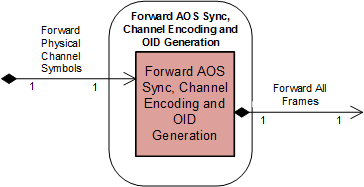 Forward AOS Sync,
Channel Encoding and
OID Generation
Forward
Physical
Channel
Symbols
1
1
Forward AOS
Sync, Channel
Encoding and
OID
Generation
Forward All
Frames
1
1